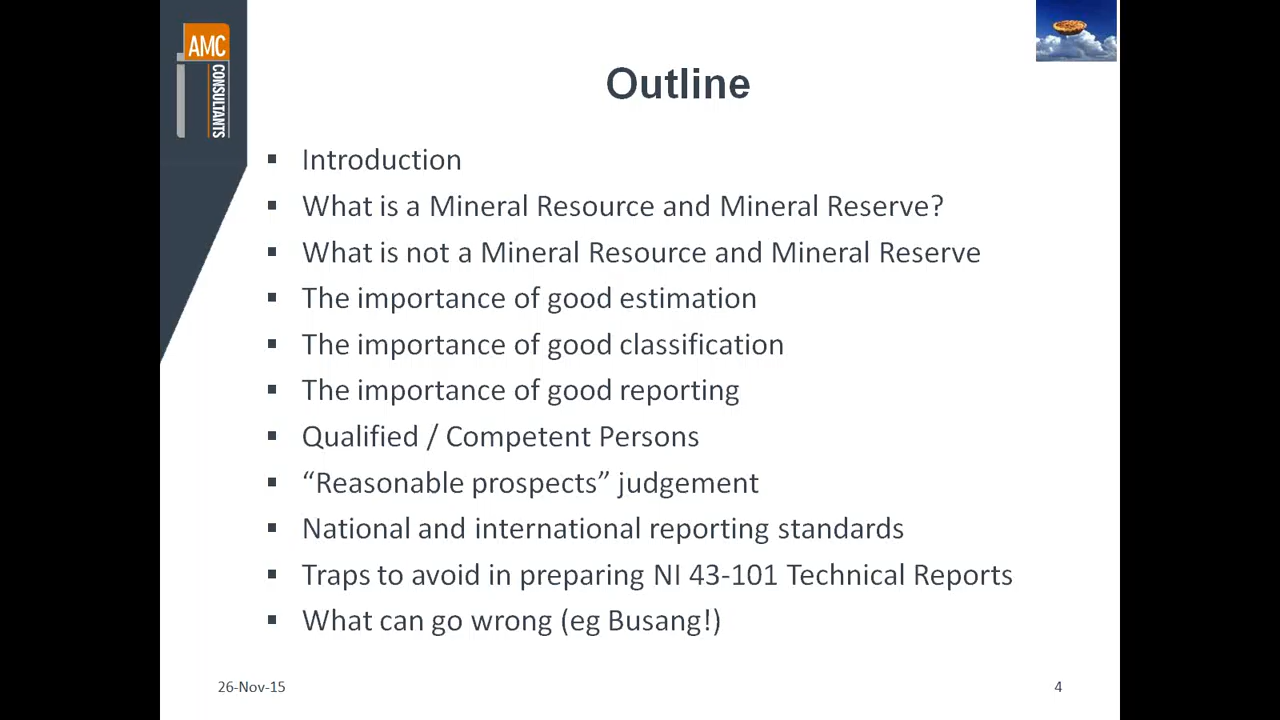 AMC
CONSULTANTS
Outline
▪ Introduction
▪ What is a Mineral Resource and Mineral Reserve?
▪ What is not a Mineral Resource and Mineral Reserve
▪ The importance of good estimation
▪ The importance of good classification
▪ The importance of good reporting
▪ Qualified / Competent Persons
▪ “Reasonable prospects” judgement
▪ National and international reporting standards
▪ Traps to avoid in preparing NI 43-101 Technical Reports
▪ What can go wrong (eg Busang!)
26-Nov-15
4